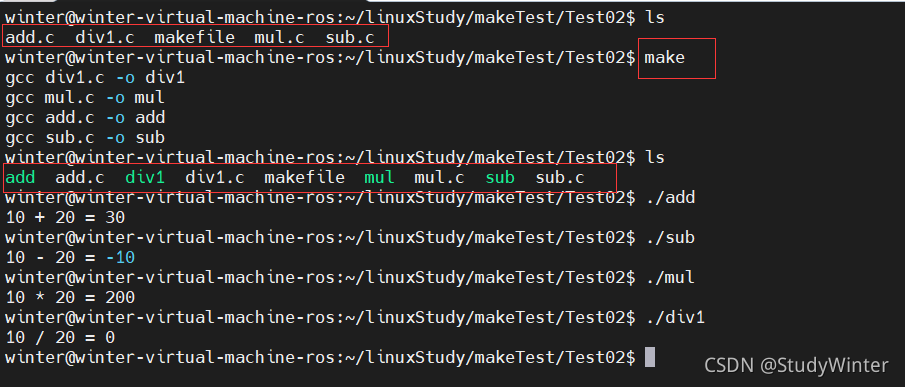 winter@winter-virtual-machine-ros:~/linuxStudy/makeTest/Test02$ ls
add.c  div1.c  makefile  mul.c  sub.c
winter@winter-virtual-machine-ros:~/linuxStudy/makeTest/Test02$ make
gcc div1.c -o div1
gcc mul.c -o mul
gcc add.c -o add
gcc sub.c -o sub
winter@winter-virtual-machine-ros:~/linuxStudy/makeTest/Test02$ ls
add  add.c  div1  div1.c  makefile  mul  mul.c  sub  sub.c
winter@winter-virtual-machine-ros:~/linuxStudy/makeTest/Test02$ ./add
10 + 20 = 30
winter@winter-virtual-machine-ros:~/linuxStudy/makeTest/Test02$ ./sub
10 - 20 = -10
winter@winter-virtual-machine-ros:~/linuxStudy/makeTest/Test02$ ./mul
10 * 20 = 200
winter@winter-virtual-machine-ros:~/linuxStudy/makeTest/Test02$ ./div1
10 / 20 = 0
winter@winter-virtual-machine-ros:~/linuxStudy/makeTest/Test02$
CSDN @StudyWinter